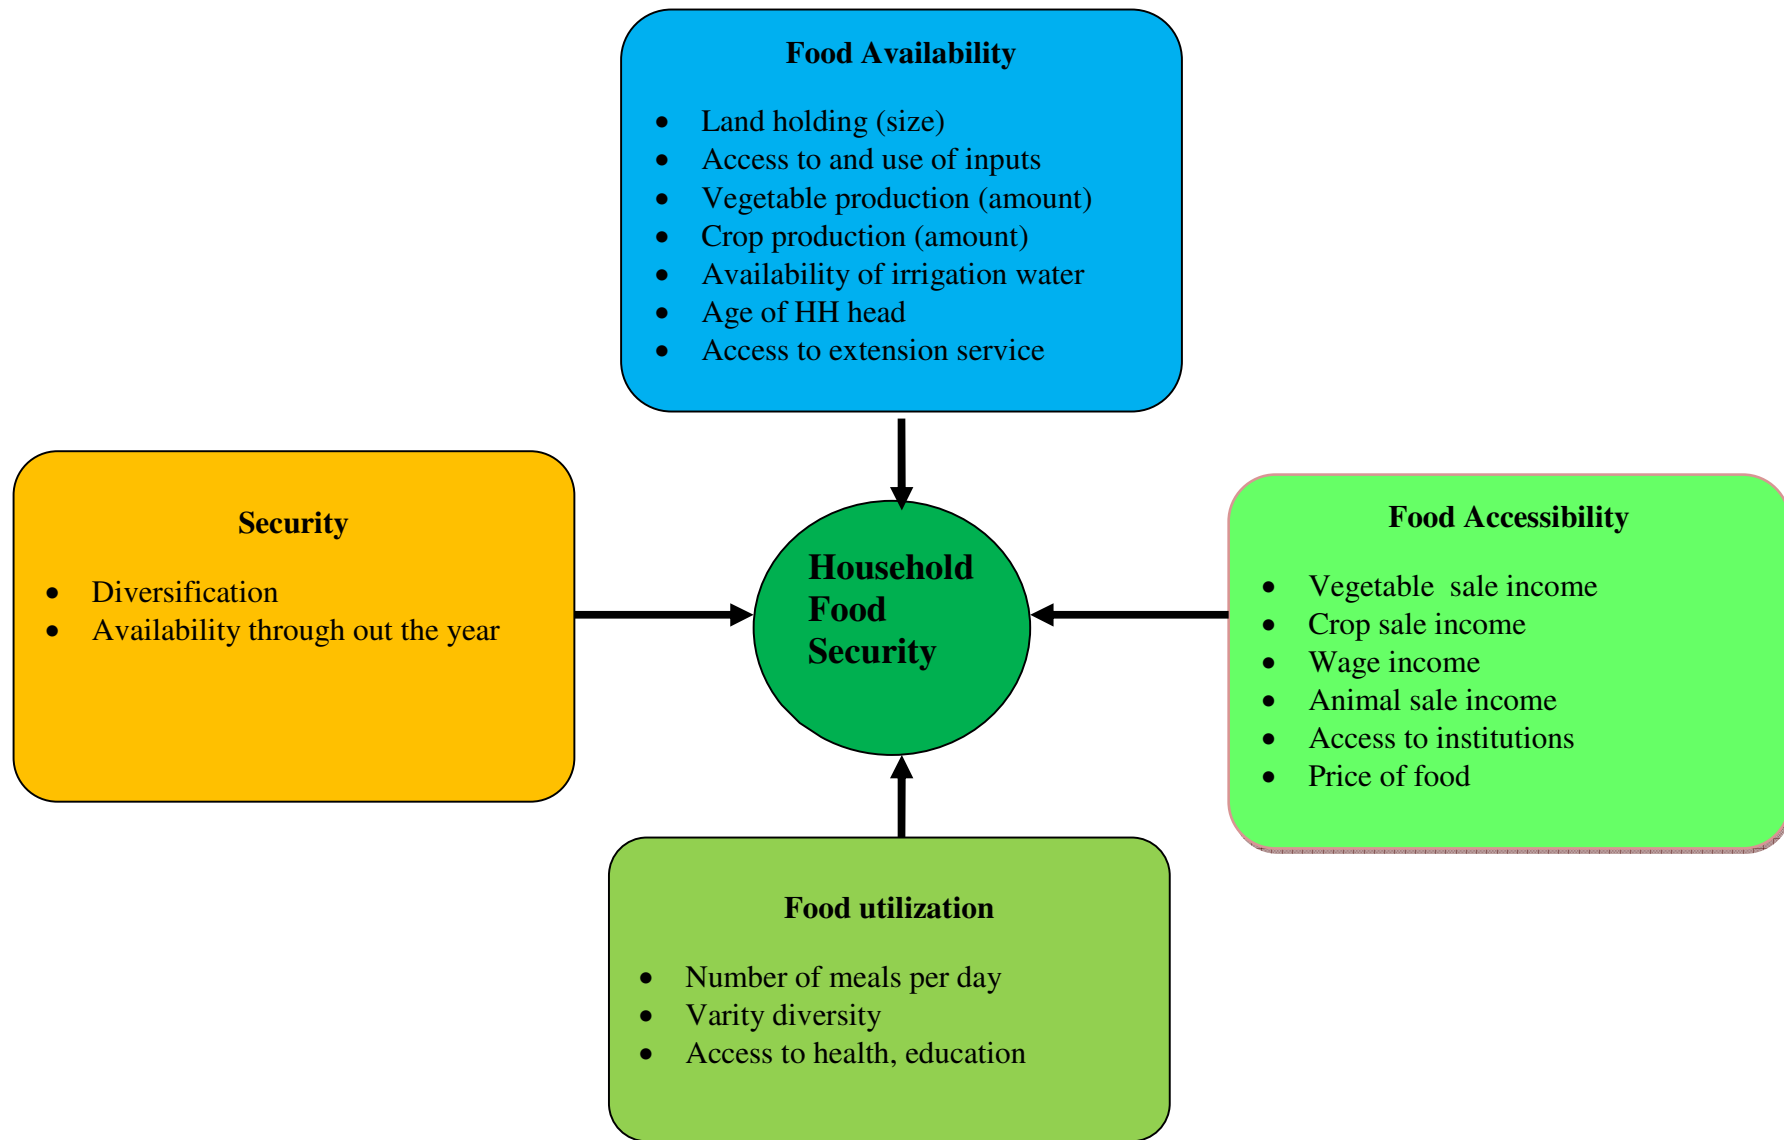 Food Availability
• Land holding (size)
• Access to and use of inputs
• Vegetable production (amount)
• Crop production (amount)
• Availability of irrigation water
• Age of HH head
• Access to extension service
Security
• Diversification
• Availability through out the year
Household
Food
Security
Food Accessibility
• Vegetable  sale income
• Crop sale income
• Wage income
• Animal sale income
• Access to institutions
• Price of food
Food utilization
• Number of meals per day
• Varity diversity
• Access to health, education